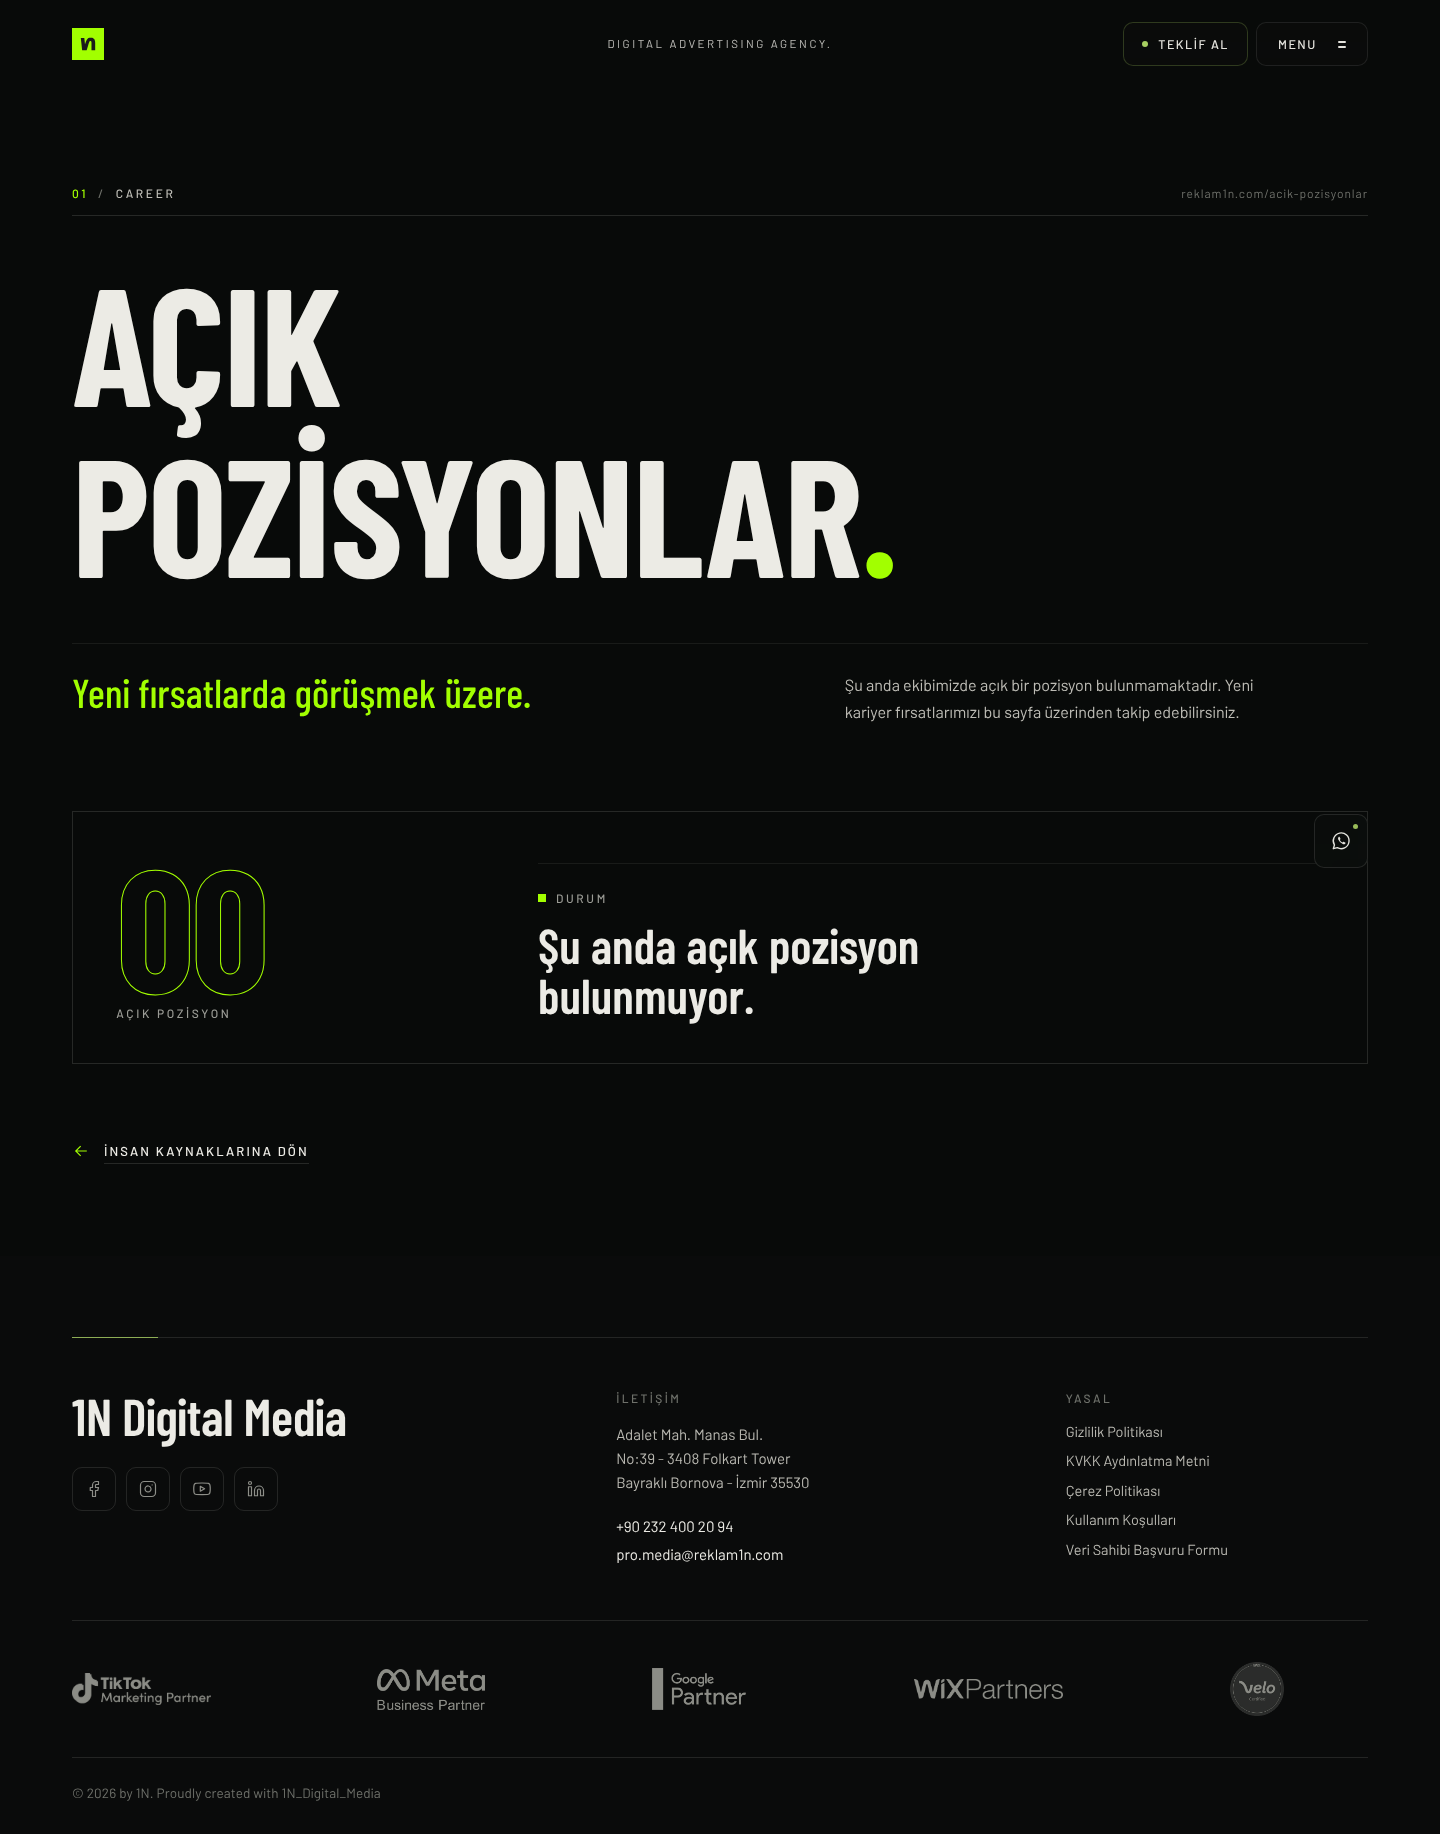 n
DIGITAL ADVERTISING AGENCY.
TEKLİF AL
MENU
01 / CAREER
reklam1n.com/acik-pozisyonlar
AÇIK
POZİSYONLAR.
Yeni fırsatlarda görüşmek üzere.
Şu anda ekibimizde açık bir pozisyon bulunmamaktadır. Yeni
kariyer fırsatlarımızı bu sayfa üzerinden takip edebilirsiniz.
00
AÇIK POZİSYON
DURUM
Şu anda açık pozisyon
bulunmuyor.
İNSAN KAYNAKLARINA DÖN
1N Digital Media
İLETİŞİM
Adalet Mah. Manas Bul.
No:39 - 3408 Folkart Tower
Bayraklı Bornova - İzmir 35530
+90 232 400 20 94
pro.media@reklam1n.com
YASAL
Gizlilik Politikası
KVKK Aydınlatma Metni
Çerez Politikası
Kullanım Koşulları
Veri Sahibi Başvuru Formu
TikTok
Marketing Partner
Meta
Business Partner
Google
Partner
WiXPartners
velo
© 2026 by 1N. Proudly created with 1N_Digital_Media